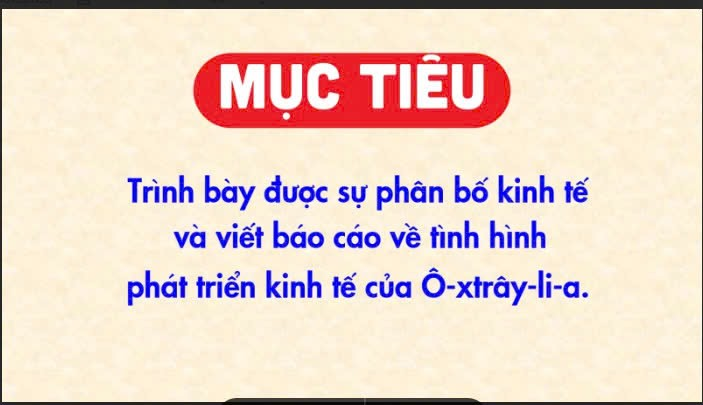 MỤC TIÊU
Trình bày được sự phân bố kinh tế
và viết báo cáo về tình hình
phát triển kinh tế của Ô-xtrây-li-a.